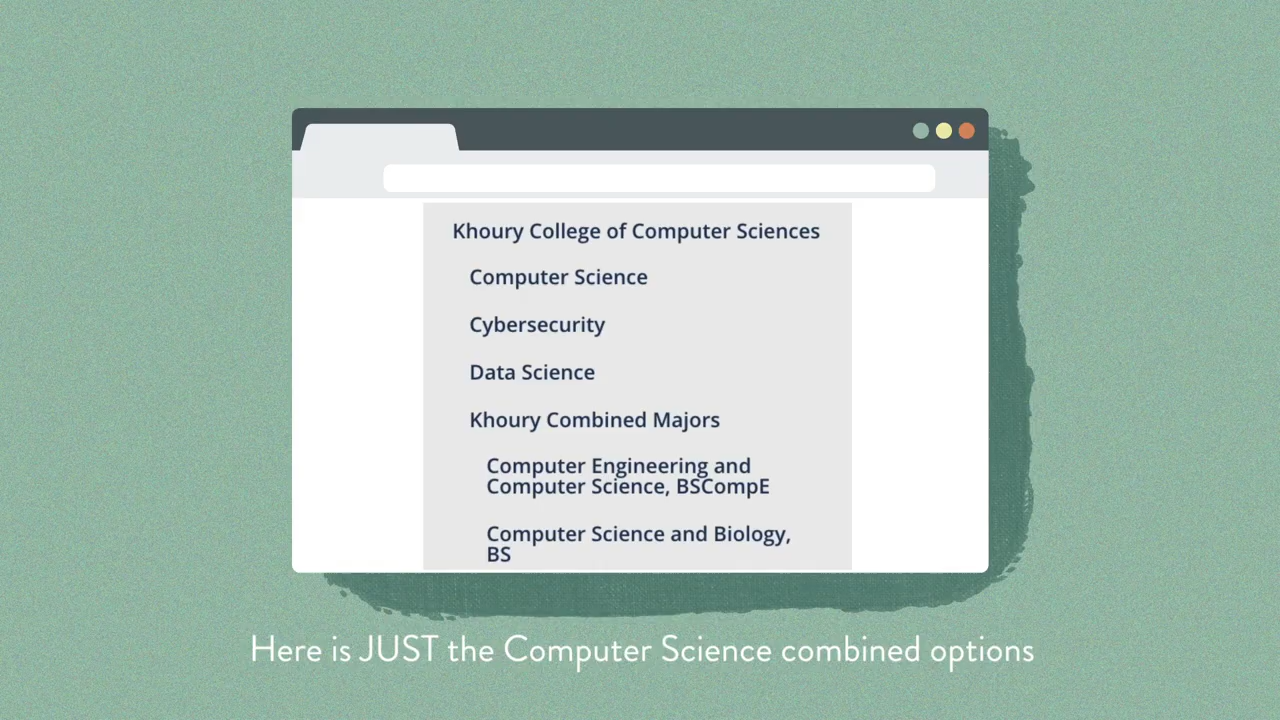 Khoury College of Computer Sciences
Computer Science
Cybersecurity
Data Science
Khoury Combined Majors
Computer Engineering and
Computer Science, BSCompE
Computer Science and Biology,
BS
Here is JUST the Computer Science combined options